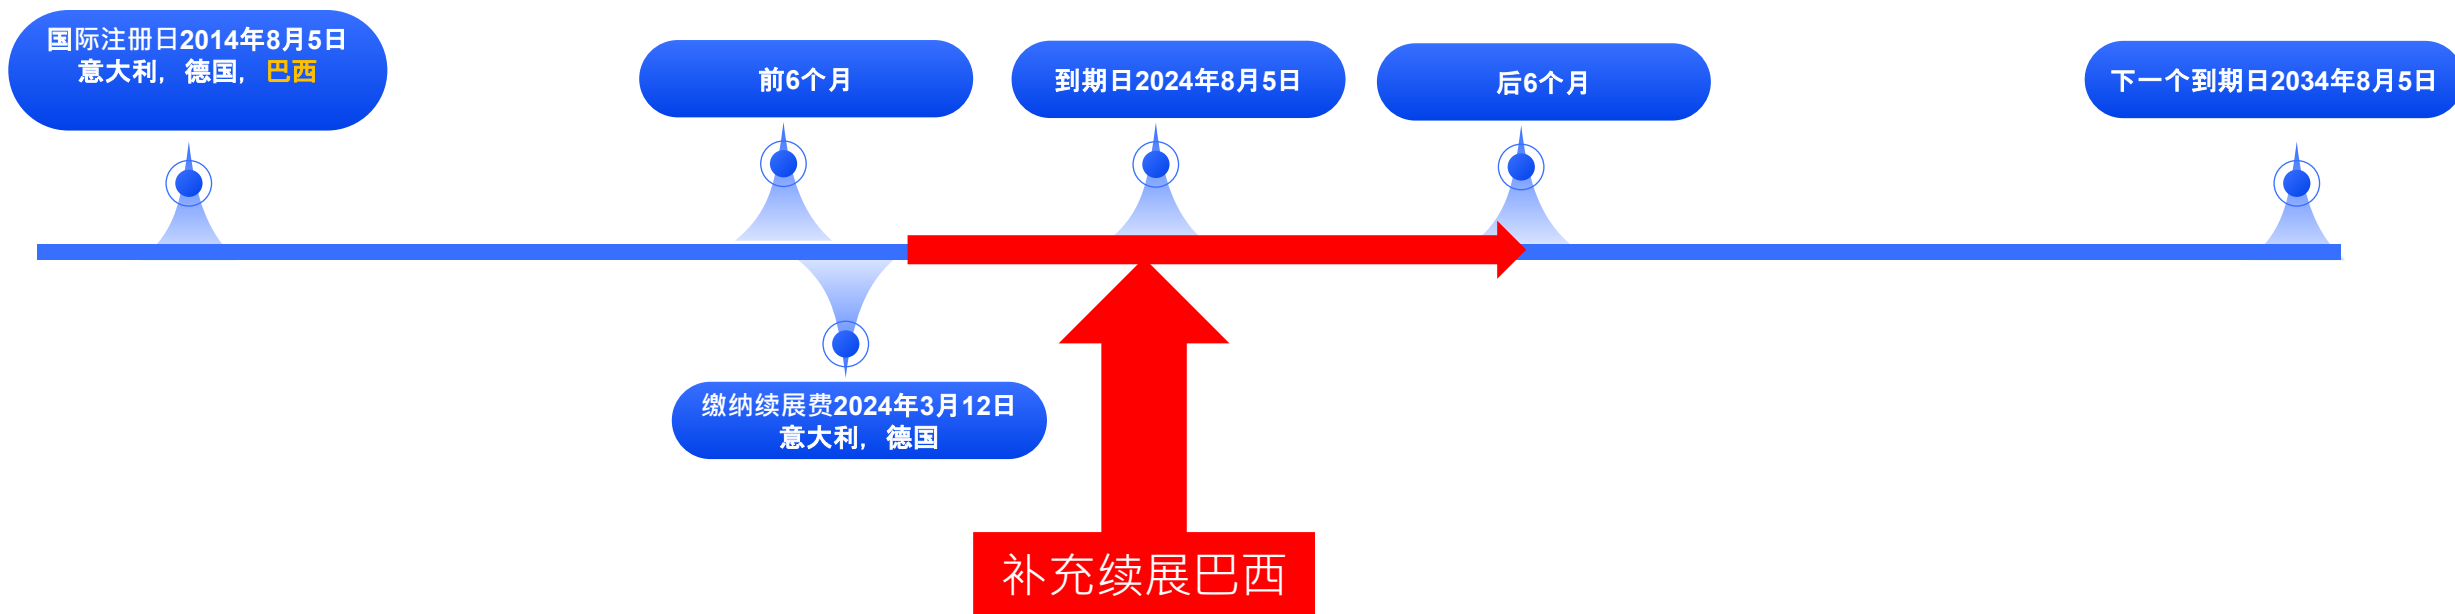 国际注册日2014年8月5日
意大利，德国，巴西
前6个月
到期日2024年8月5日
后6个月
下一个到期日2034年8月5日
缴纳续展费2024年3月12日
意大利，德国
补充续展巴西